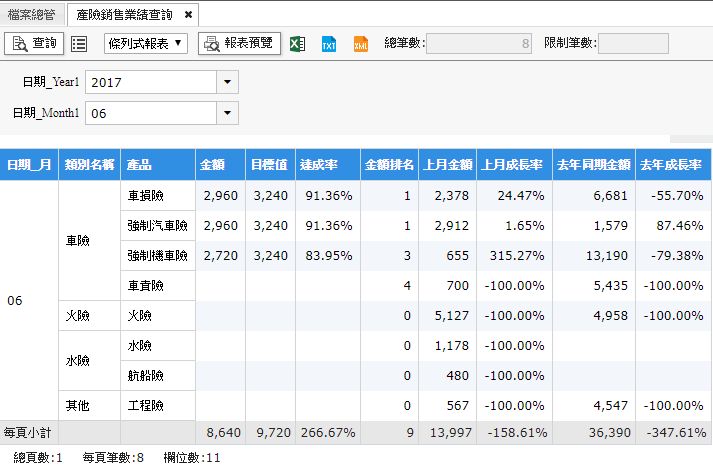 檔案總管 產險銷售業績查詢 ✖
查詢 條列式報表 ▼ 報表預覽 TXT XML 總筆數: 8 限制筆數:
日期_Year1 2017
日期_Month1 06
日期_月 類別名稱 產品 金額 目標值 達成率 金額排名 上月金額 上月成長率 去年同期金額 去年成長率
06 車險 車損險 2,960 3,240 91.36% 1 2,378 24.47% 6,681 -55.70%
強制汽車險 2,960 3,240 91.36% 1 2,912 1.65% 1,579 87.46%
強制機車險 2,720 3,240 83.95% 3 655 315.27% 13,190 -79.38%
車責險 4 700 -100.00% 5,435 -100.00%
火險 火險 0 5,127 -100.00% 4,958 -100.00%
水險 水險 0 1,178 -100.00%
航船險 0 480 -100.00%
其他 工程險 0 567 -100.00% 4,547 -100.00%
每頁小計 8,640 9,720 266.67% 9 13,997 -158.61% 36,390 -347.61%
總頁數:1 每頁筆數:8 欄位數:11